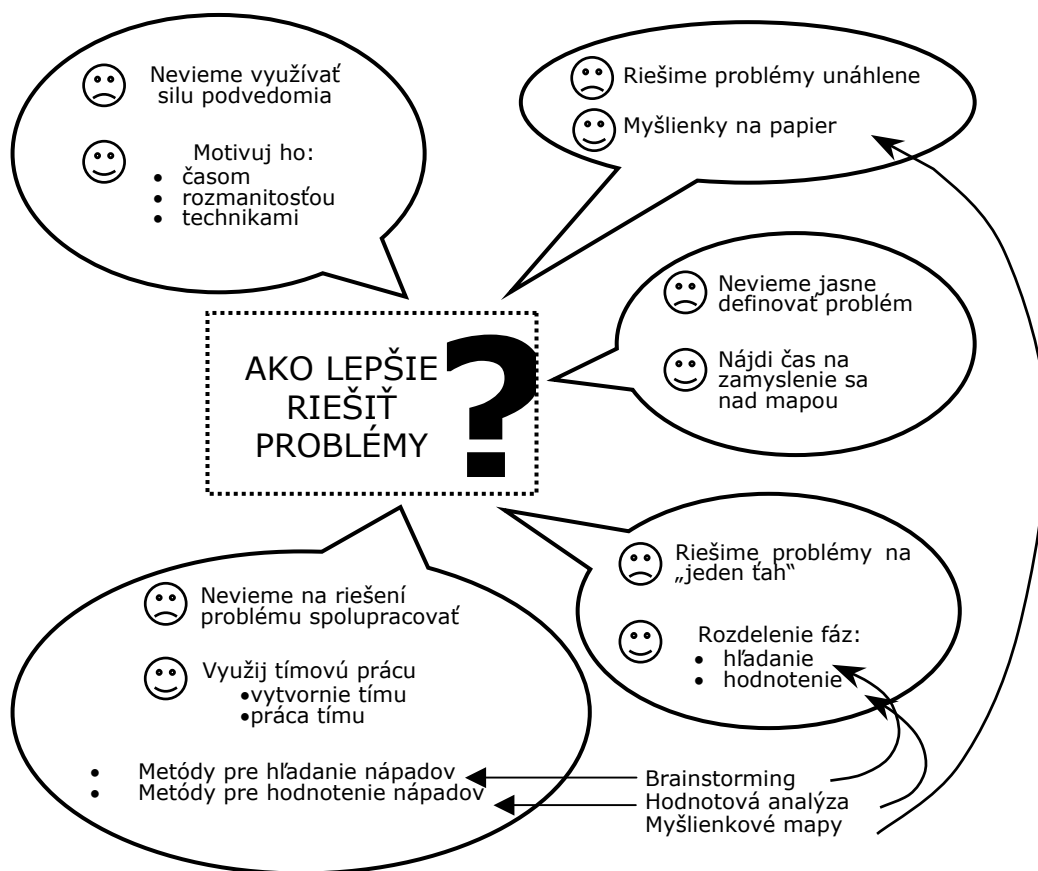 Nevieme využívať
silu podvedomia
Motivuj ho:
• časom
• rozmanitosťou
• technikami
Riešime problémy unáhlene
Myšlienky na papier
Nevieme jasne
definovať problém
Nájdi čas na
zamyslenie sa
nad mapou
AKO LEPŠIE
RIEŠIŤ
PROBLÉMY
?
Riešime problémy na
„jeden ťah“
Rozdelenie fáz:
• hľadanie
• hodnotenie
Nevieme na riešení
problému spolupracovať
Využij tímovú prácu
•vytvornie tímu
•práca tímu
• Metódy pre hľadanie nápadov
• Metódy pre hodnotenie nápadov
Brainstorming
Hodnotová analýza
Myšlienkové mapy